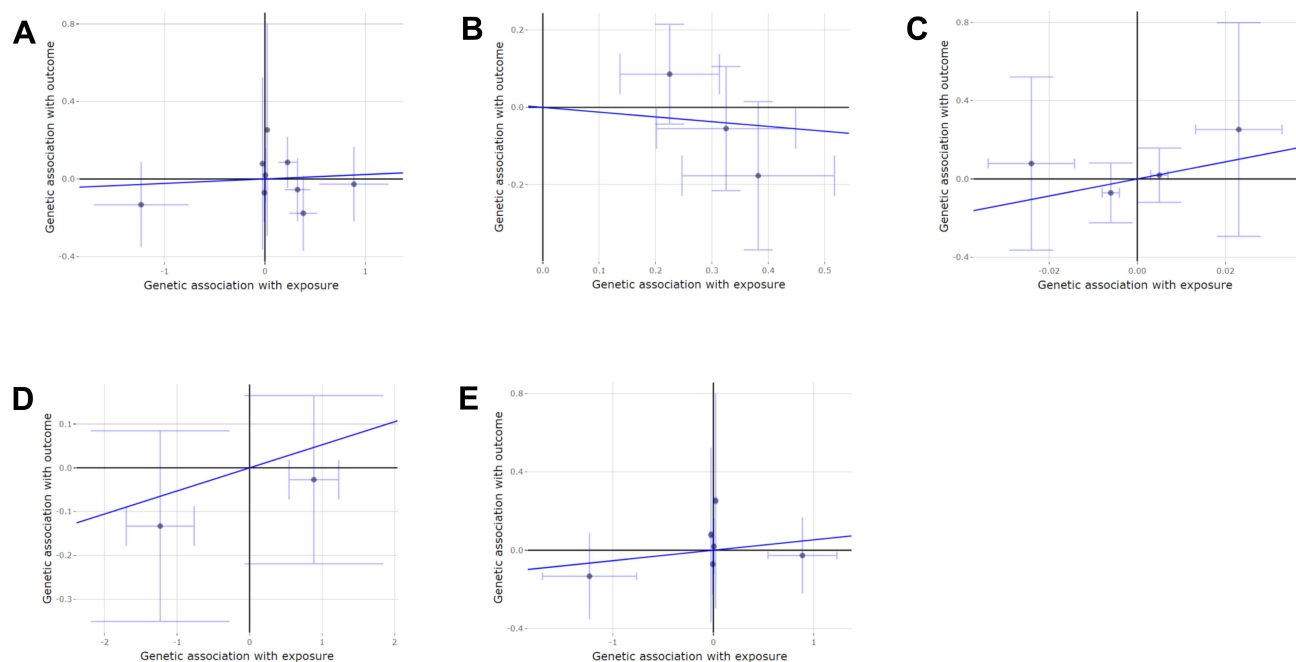 A
Genetic association with outcome
0.8
0.4
0.0
-0.4
-1
0
1
Genetic association with exposure
B
Genetic association with outcome
0.2
0.0
-0.2
0.0
0.1
0.2
0.3
0.4
0.5
Genetic association with exposure
C
Genetic association with outcome
0.8
0.4
0.0
-0.4
-0.02
0.00
0.02
Genetic association with exposure
D
Genetic association with outcome
0.1
0.0
-0.1
-0.2
-0.3
-2
-1
0
1
2
Genetic association with exposure
E
Genetic association with outcome
0.8
0.4
0.0
-0.4
-1
0
1
Genetic association with exposure